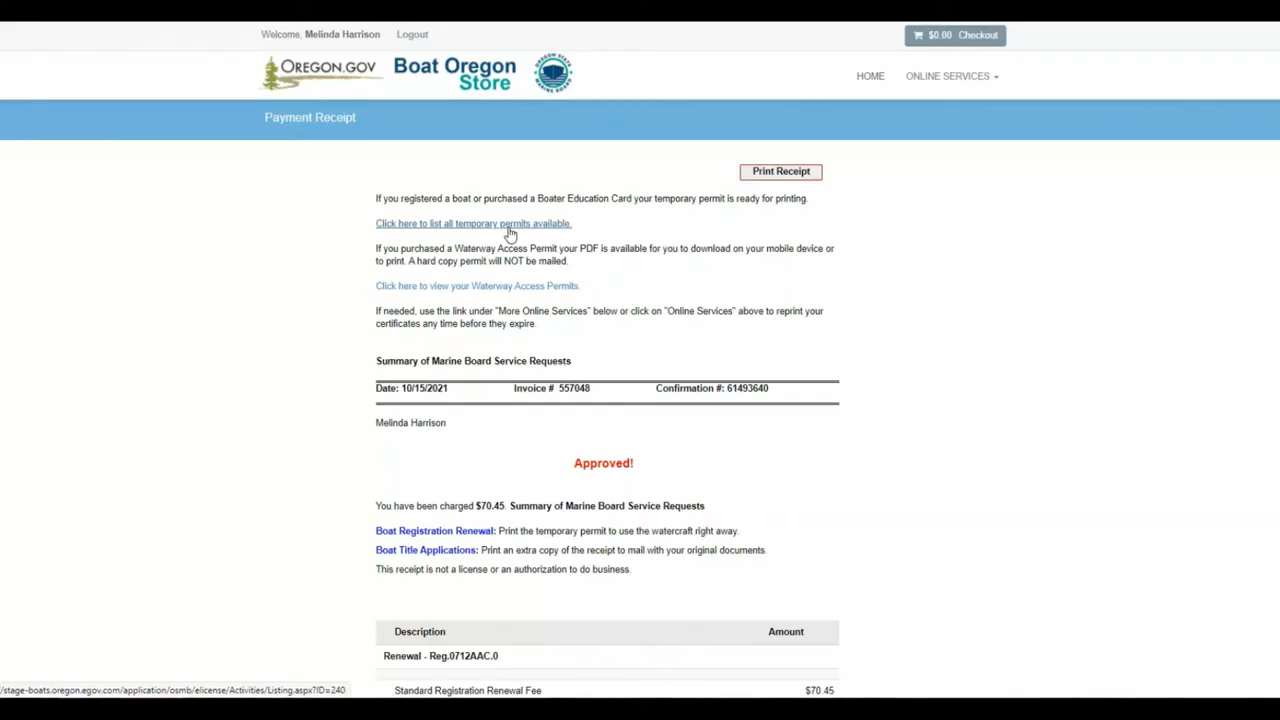 Welcome, Melinda Harrison Logout $0.00 Checkout
OREGON.GOV Boat Oregon Store HOME ONLINE SERVICES
Payment Receipt
Print Receipt
If you registered a boat or purchased a Boater Education Card your temporary permit is ready for printing.
Click here to list all temporary permits available.
If you purchased a Waterway Access Permit your PDF is available for you to download on your mobile device or
to print. A hard copy permit will NOT be mailed.
Click here to view your Waterway Access Permits.
If needed, use the link under "More Online Services" below or click on "Online Services" above to reprint your
certificates any time before they expire.
Summary of Marine Board Service Requests
Date: 10/15/2021 Invoice # 557048 Confirmation #: 61493640
Melinda Harrison
Approved!
You have been charged $70.45. Summary of Marine Board Service Requests
Boat Registration Renewal: Print the temporary permit to use the watercraft right away.
Boat Title Applications: Print an extra copy of the receipt to mail with your original documents.
This receipt is not a license or an authorization to do business.
Description Amount
Renewal - Reg.0712AAC.0
Standard Registration Renewal Fee $70.45
/stage-boats.oregon.egov.com/application/osmb/elicense/Activities/Listing.aspx?ID=240